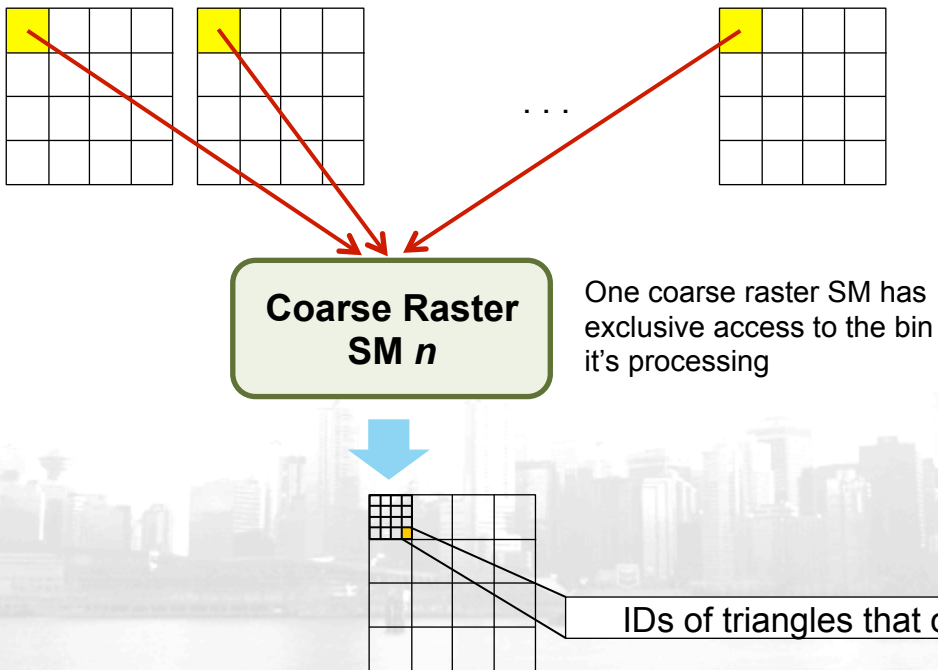 . . .
Coarse Raster
SM n
One coarse raster SM has
exclusive access to the bin
it's processing
IDs of triangles that